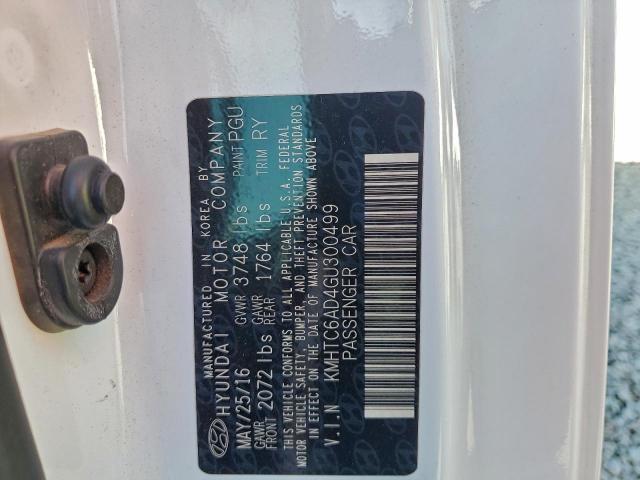 MANUFACTURED IN KOREA BY
HYUNDAI MOTOR COMPANY
MAY/25/16 GVWR 3748 lbs PAINT PGU
GAWR FRONT 2072 lbs GAWR REAR 1764 lbs TRIM RY
THIS VEHICLE CONFORMS TO ALL APPLICABLE U.S.A. FEDERAL
MOTOR VEHICLE SAFETY, BUMPER, AND THEFT PREVENTION STANDARDS
IN EFFECT ON THE DATE OF MANUFACTURE SHOWN ABOVE
V.I.N KMHTC6AD4GU300499
PASSENGER CAR